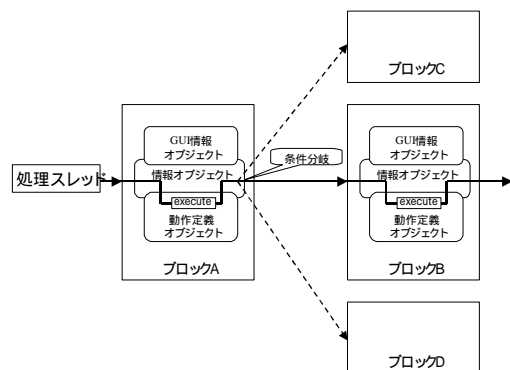 ブロックC
GUI情報
オブジェクト
条件分岐
GUI情報
オブジェクト
処理スレッド
情報オブジェクト
情報オブジェクト
execute
execute
動作定義
オブジェクト
動作定義
オブジェクト
ブロックA
ブロックB
ブロックD